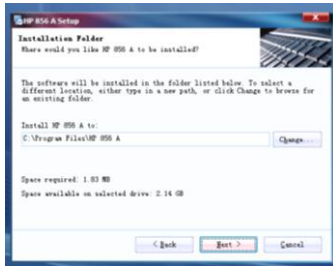 HP 856 A Setup
Installation Folder
Where would you like HP 856 A to be installed?
The software will be installed in the folder listed below. To select a
different location, either type in a new path, or click Change to browse for
an existing folder.
Install HP 856 A to:
C:\Program Files\HP 856 A
Change...
Space required: 1.83 MB
Space available on selected drive: 2.14 GB
< Back
Next >
Cancel